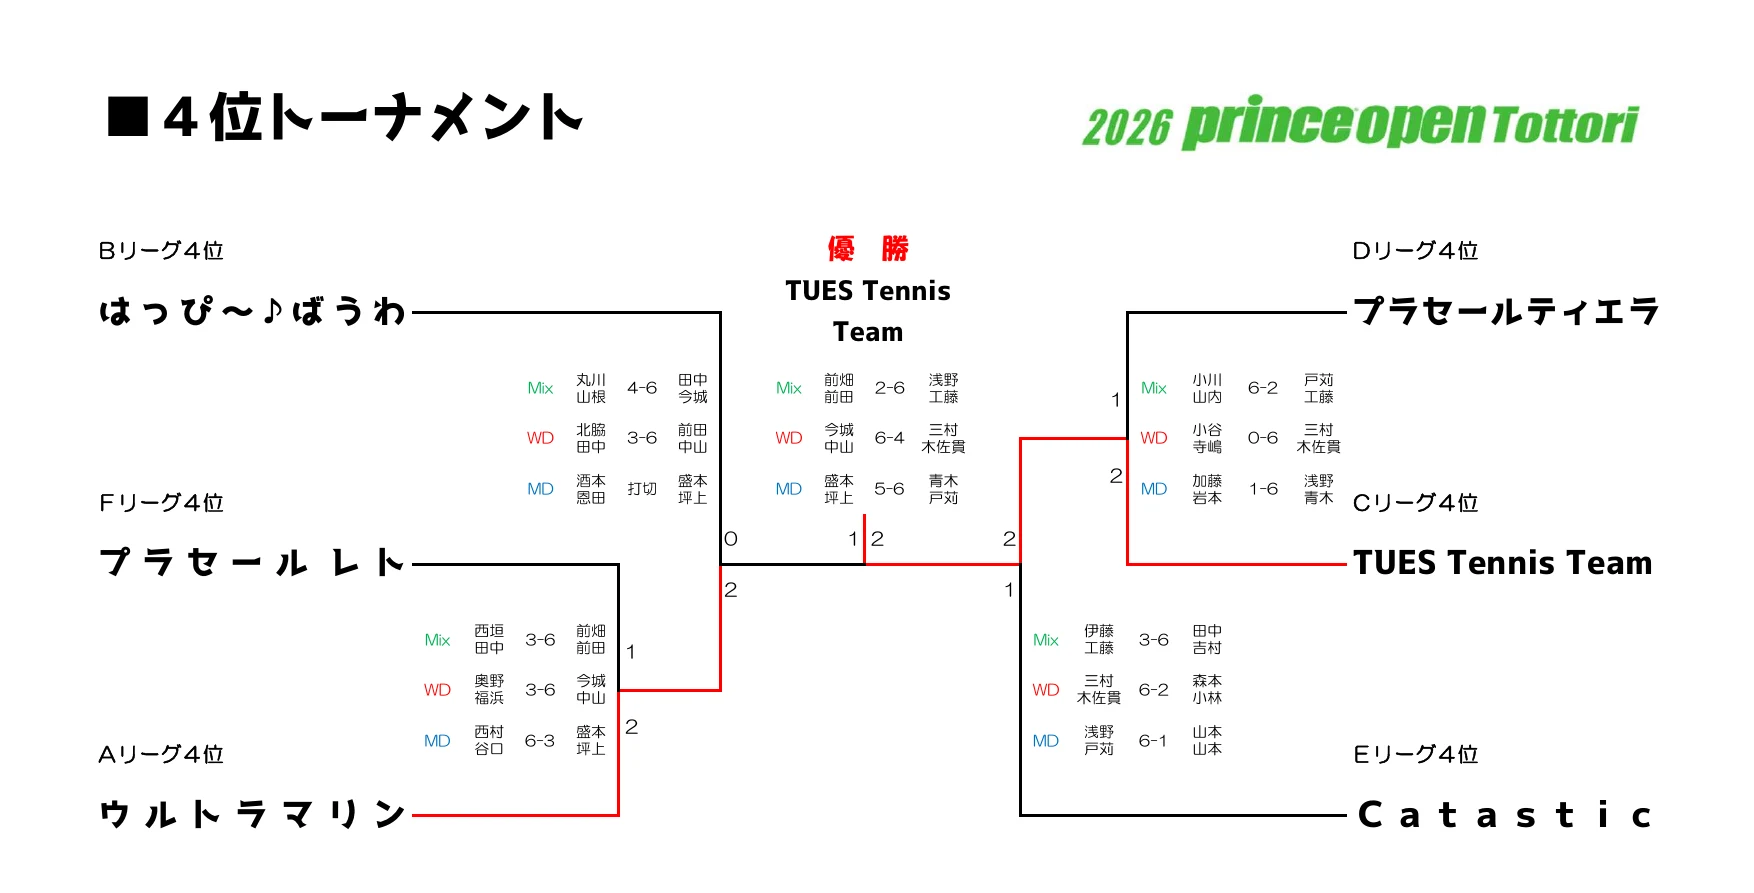 ■４位トーナメント
2026 prince open Tottori
Bリーグ４位
はっぴ～♪ばうわ
優　勝
TUES Tennis
Team
Dリーグ４位
プラセールティエラ
Mix 丸川 山根 4-6 田中 今城
WD 北脇 田中 3-6 前田 中山
MD 酒本 恩田 打切 盛本 坪上
Mix 前畑 前田 2-6 浅野 工藤
WD 今城 中山 6-4 三村 木佐貫
MD 盛本 坪上 5-6 青木 戸苅
1
Mix 小川 山内 6-2 戸苅 工藤
WD 小谷 寺嶋 0-6 三村 木佐貫
2
MD 加藤 岩本 1-6 浅野 青木
Fリーグ４位
プラセールレト
Cリーグ４位
TUES Tennis Team
0
1 2
2
2
1
Mix 西垣 田中 3-6 前畑 前田
1
WD 奥野 福浜 3-6 今城 中山
2
MD 西村 谷口 6-3 盛本 坪上
Mix 伊藤 工藤 3-6 田中 吉村
WD 三村 木佐貫 6-2 森本 小林
MD 浅野 戸苅 6-1 山本 山本
Aリーグ４位
ウルトラマリン
Eリーグ４位
Ｃａｔａｓｔｉｃ